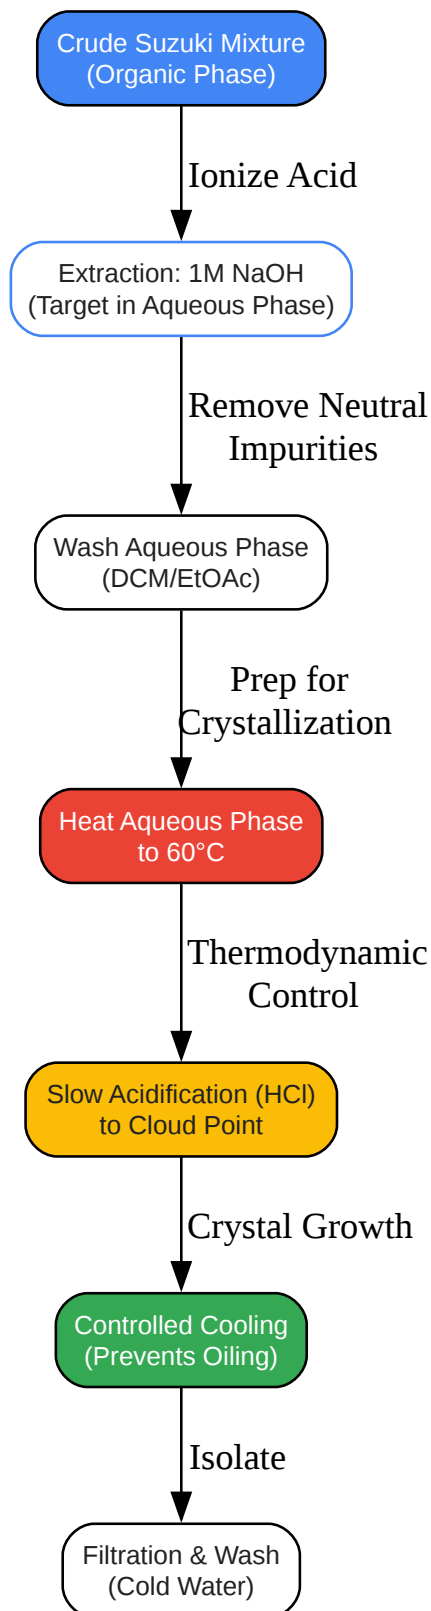 Crude Suzuki Mixture
(Organic Phase)
Ionize Acid
Extraction: 1M NaOH
(Target in Aqueous Phase)
Remove Neutral
Impurities
Wash Aqueous Phase
(DCM/EtOAc)
Prep for
Crystallization
Heat Aqueous Phase
to 60°C
Thermodynamic
Control
Slow Acidification (HCl)
to Cloud Point
Crystal Growth
Controlled Cooling
(Prevents Oiling)
Isolate
Filtration & Wash
(Cold Water)